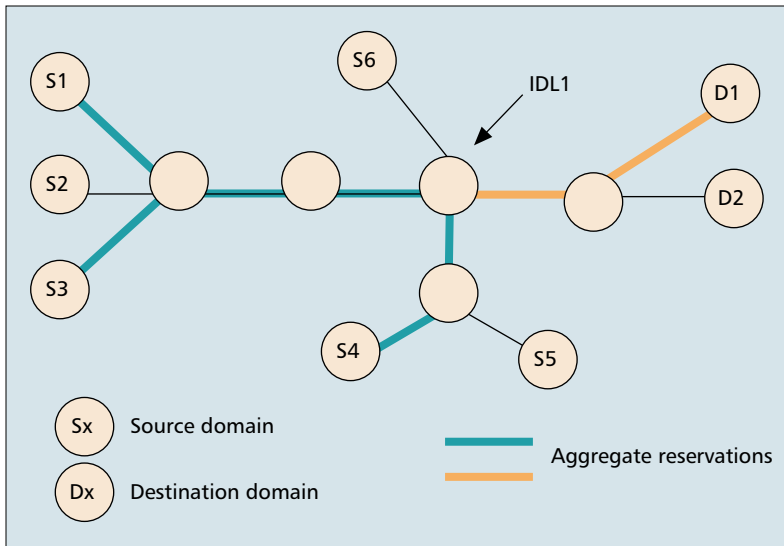 S6
S1
IDL1
D1
S2
D2
S3
S4
S5
Sx Source domain
Aggregate reservations
Dx Destination domain